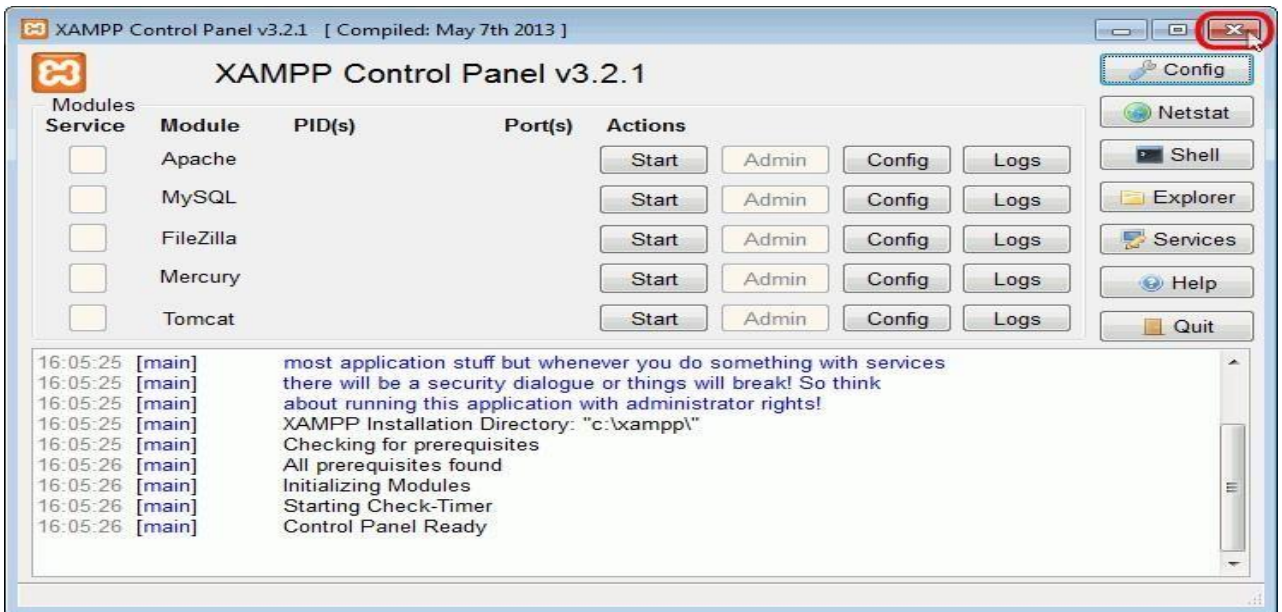 XAMPP Control Panel v3.2.1 [ Compiled: May 7th 2013 ]
XAMPP Control Panel v3.2.1
Config
Modules
Service Module PID(s) Port(s) Actions
Netstat
Apache Start Admin Config Logs
Shell
MySQL Start Admin Config Logs
Explorer
FileZilla Start Admin Config Logs
Services
Mercury Start Admin Config Logs
Help
Tomcat Start Admin Config Logs
Quit
16:05:25 [main] most application stuff but whenever you do something with services
16:05:25 [main] there will be a security dialogue or things will break! So think
16:05:25 [main] about running this application with administrator rights!
16:05:25 [main] XAMPP Installation Directory: "c:\xampp\"
16:05:25 [main] Checking for prerequisites
16:05:26 [main] All prerequisites found
16:05:26 [main] Initializing Modules
16:05:26 [main] Starting Check-Timer
16:05:26 [main] Control Panel Ready